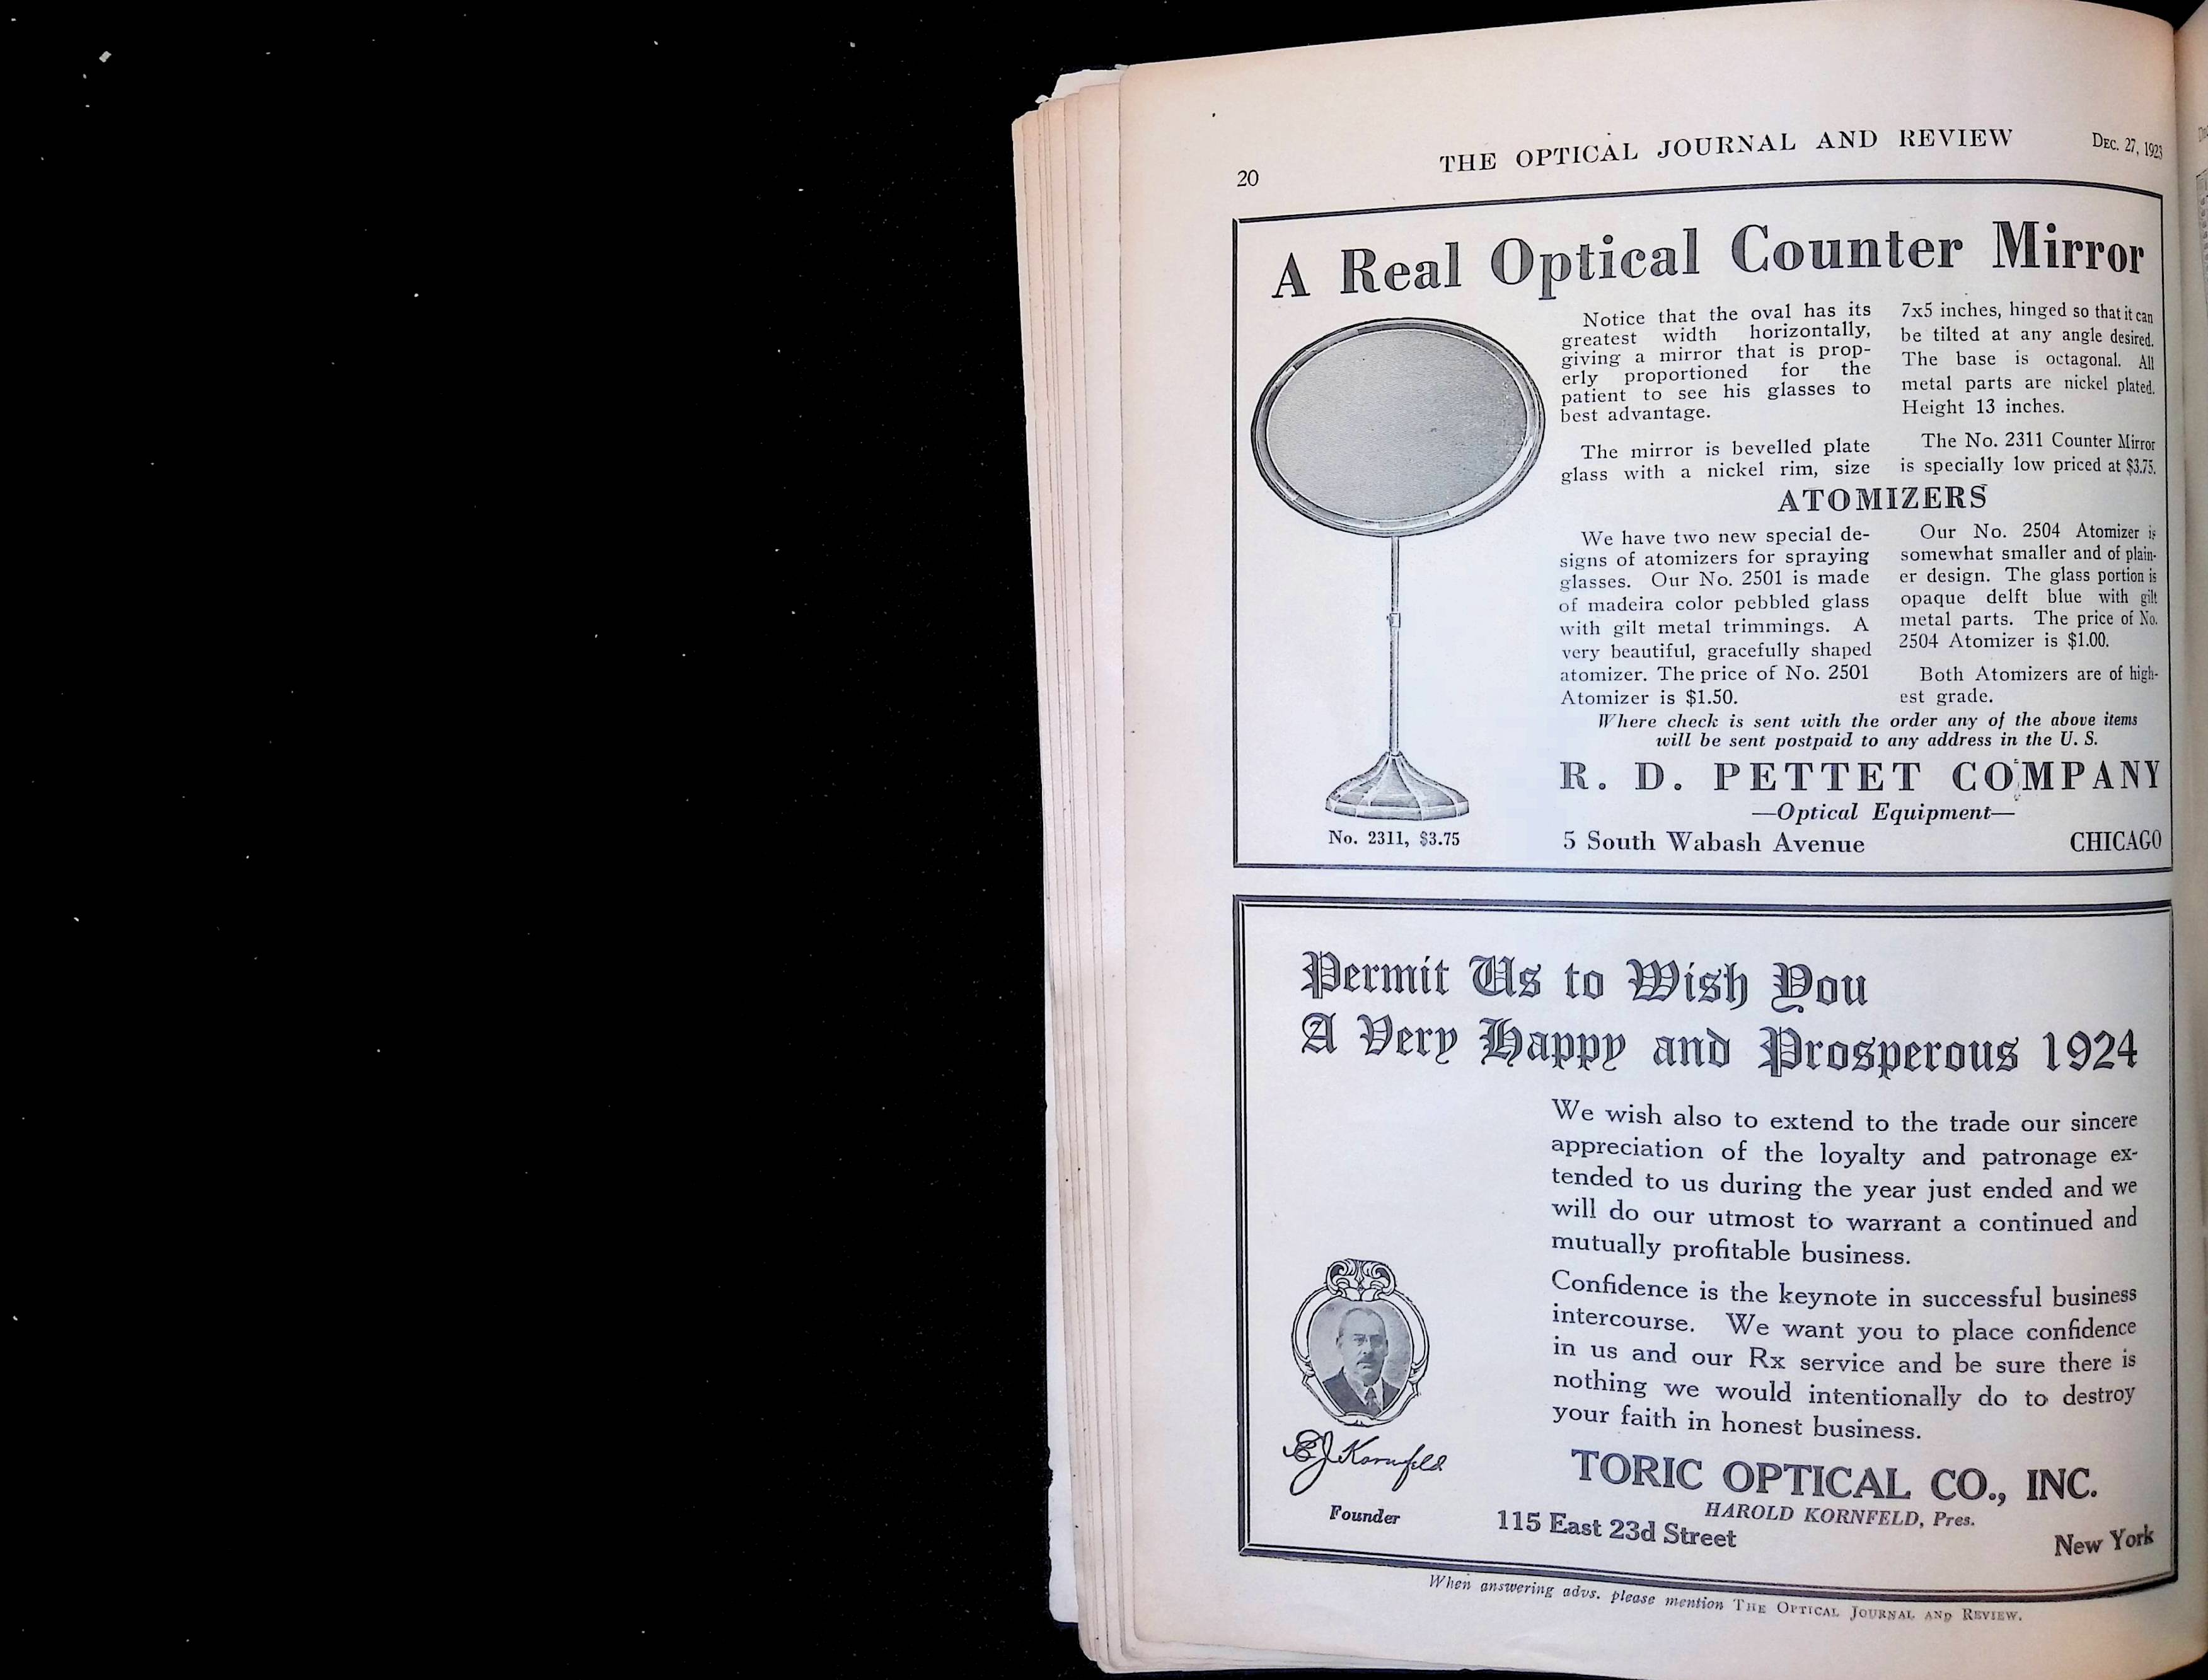 20
THE OPTICAL JOURNAL AND REVIEW
DEC. 27, 1923
A Real Optical Counter Mirror
Notice that the oval has its
greatest width horizontally,
giving a mirror that is prop-
erly proportioned for the
patient to see his glasses to
best advantage.
The mirror is bevelled plate
glass with a nickel rim, size
7x5 inches, hinged so that it can
be tilted at any angle desired.
The base is octagonal. All
metal parts are nickel plated.
Height 13 inches.
The No. 2311 Counter Mirror
is specially low priced at $3.75.
ATOMIZERS
We have two new special de-
signs of atomizers for spraying
glasses. Our No. 2501 is made
of madeira color pebbled glass
with gilt metal trimmings. A
very beautiful, gracefully shaped
atomizer. The price of No. 2501
Atomizer is $1.50.
Our No. 2504 Atomizer is
somewhat smaller and of plain-
er design. The glass portion is
opaque delft blue with gilt
metal parts. The price of No.
2504 Atomizer is $1.00.
Both Atomizers are of high-
est grade.
Where check is sent with the order any of the above items
will be sent postpaid to any address in the U. S.
R. D. PETTET COMPANY
—Optical Equipment—
5 South Wabash Avenue CHICAGO
No. 2311, $3.75
Permit Us to Wish You
A Very Happy and Prosperous 1924
We wish also to extend to the trade our sincere
appreciation of the loyalty and patronage ex-
tended to us during the year just ended and we
will do our utmost to warrant a continued and
mutually profitable business.
Confidence is the keynote in successful business
intercourse. We want you to place confidence
in us and our Rx service and be sure there is
nothing we would intentionally do to destroy
your faith in honest business.
EJ Kornfeld
Founder
TORIC OPTICAL CO., INC.
HAROLD KORNFELD, Pres.
115 East 23d Street
New York
When answering advs. please mention THE OPTICAL JOURNAL AND REVIEW.